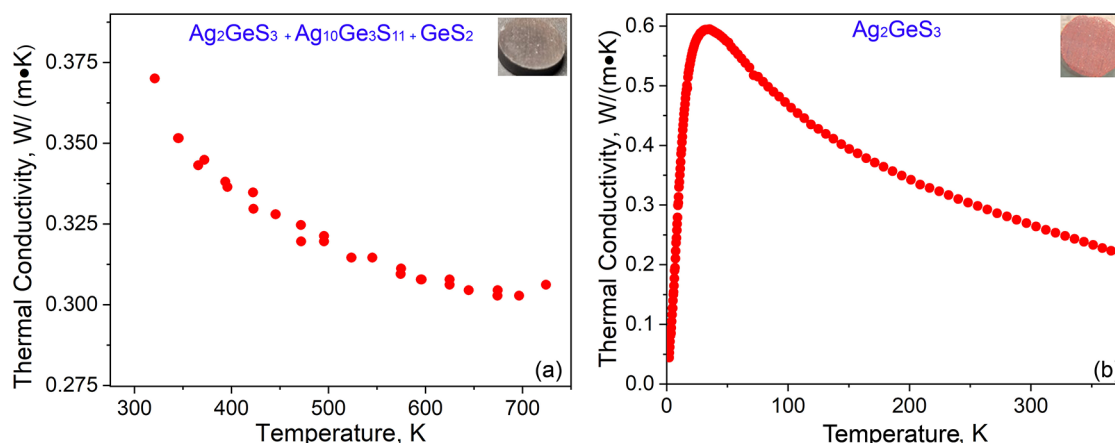 Ag₂GeS₃ + Ag₁₀Ge₃S₁₁ + GeS₂
0.375
0.350
0.325
0.300
0.275
Thermal Conductivity, W/ (m•K)
300 400 500 600 700
Temperature, K
(a)
Ag₂GeS₃
0.6
0.5
0.4
0.3
0.2
0.1
0.0
Thermal Conductivity, W/(m•K)
0 100 200 300
Temperature, K
(b)